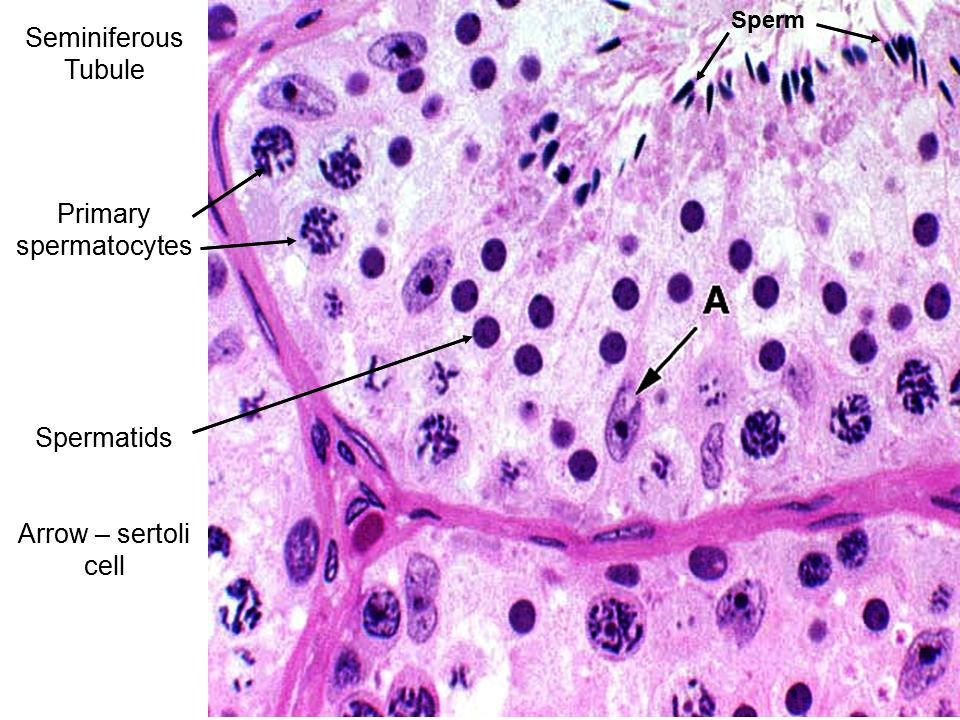 Seminiferous
Tubule
Sperm
Primary
spermatocytes
A
Spermatids
Arrow – sertoli
cell